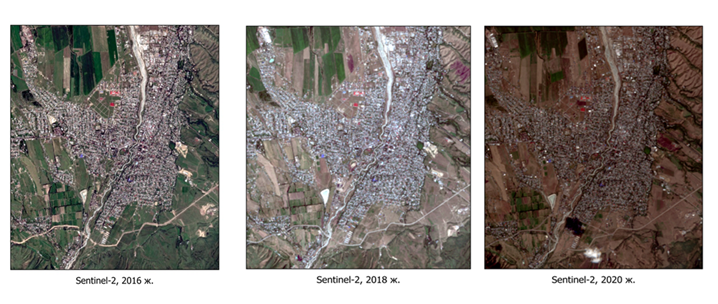 Sentinel-2, 2016 ж.
Sentinel-2, 2018 ж.
Sentinel-2, 2020 ж.